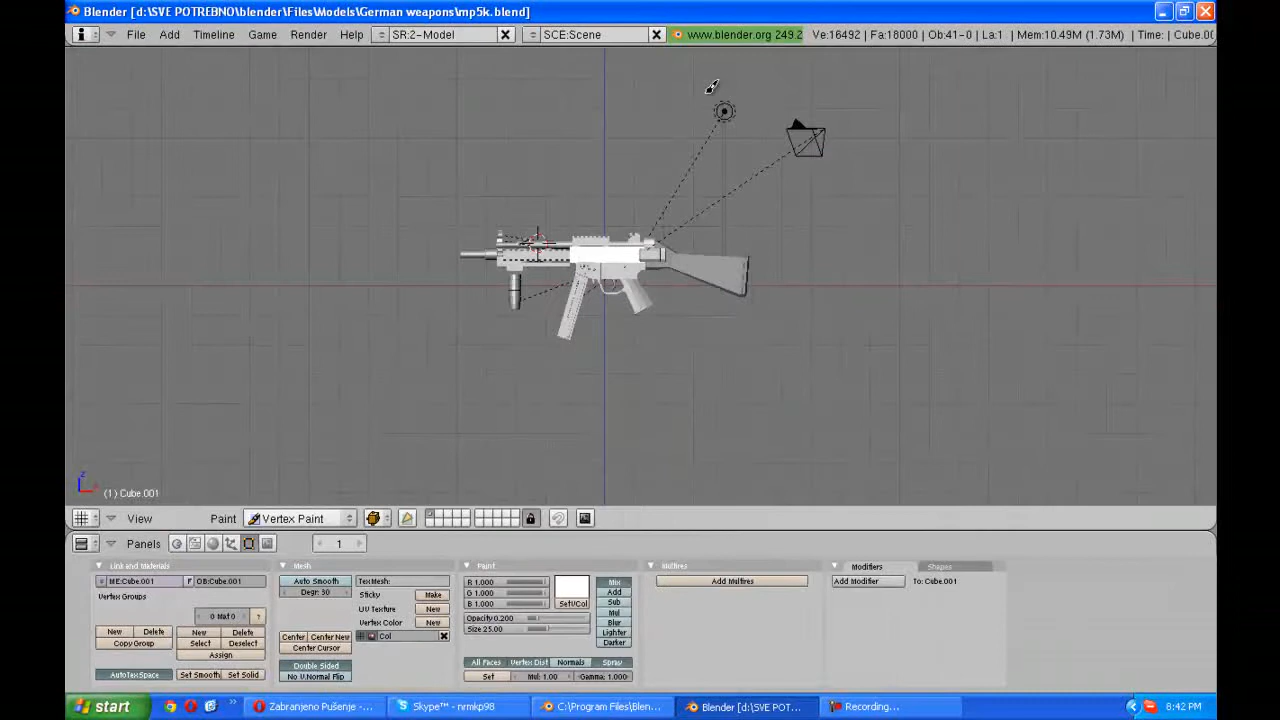 Blender [d:\SVE POTREBNO\blender\Files\Models\German weapons\mp5k.blend]
File Add Timeline Game Render SR:2-Model SCE:Scene www.blender.org 249.2 Ve:16492 | Fa:18000 | Ob:41-0 | La:1 | Mem:10.49M (1.73M) | Time: | Cube.00
Z
(1) Cube.001
View Paint Vertex Paint
Panels 1
Link and Materials Mesh Paint Multires Modifiers Shapes
ME:Cube.001 F OB:Cube.001 Auto Smooth TexMesh: R 1.000 Mix Add Multires Add Modifier To: Cube.001
Vertex Groups Degr: 30 Sticky Make G 1.000 Add
B 1.000 SetVCol Sub
0 Mat 0 ? UV Texture New Mul
New Delete New Delete Center Center New Vertex Color New Opacity 0.200 Blur
Copy Group Select Deselect Center Cursor Col Size 25.00 Lighter
Assign Darker
Double Sided All Faces Vertex Dist Normals Spray
AutoTexSpace Set Smooth Set Solid No V.Normal Flip Set Mul: 1.00 Gamma: 1.000
start Zabranjeno Pušenje -... Skype™ - nrmkp98 C:\Program Files\Blen... Blender [d:\SVE POT... Recording... 8:42 PM